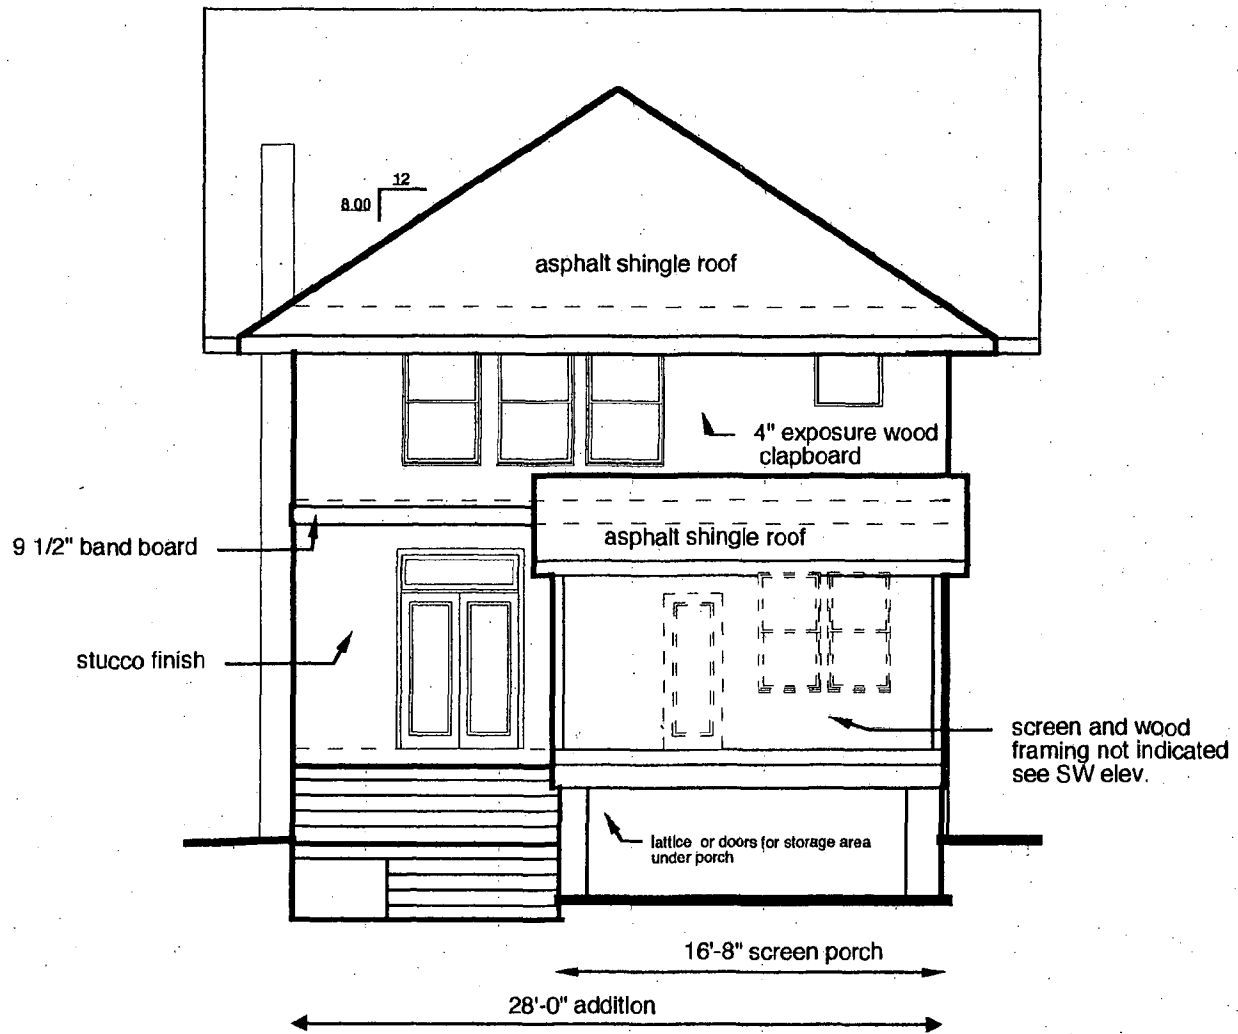 12
8.00
asphalt shingle roof
4" exposure wood
clapboard
9 1/2" band board
asphalt shingle roof
stucco finish
screen and wood
framing not indicated
see SW elev.
lattice or doors for storage area
under porch
16'-8" screen porch
28'-0" addition